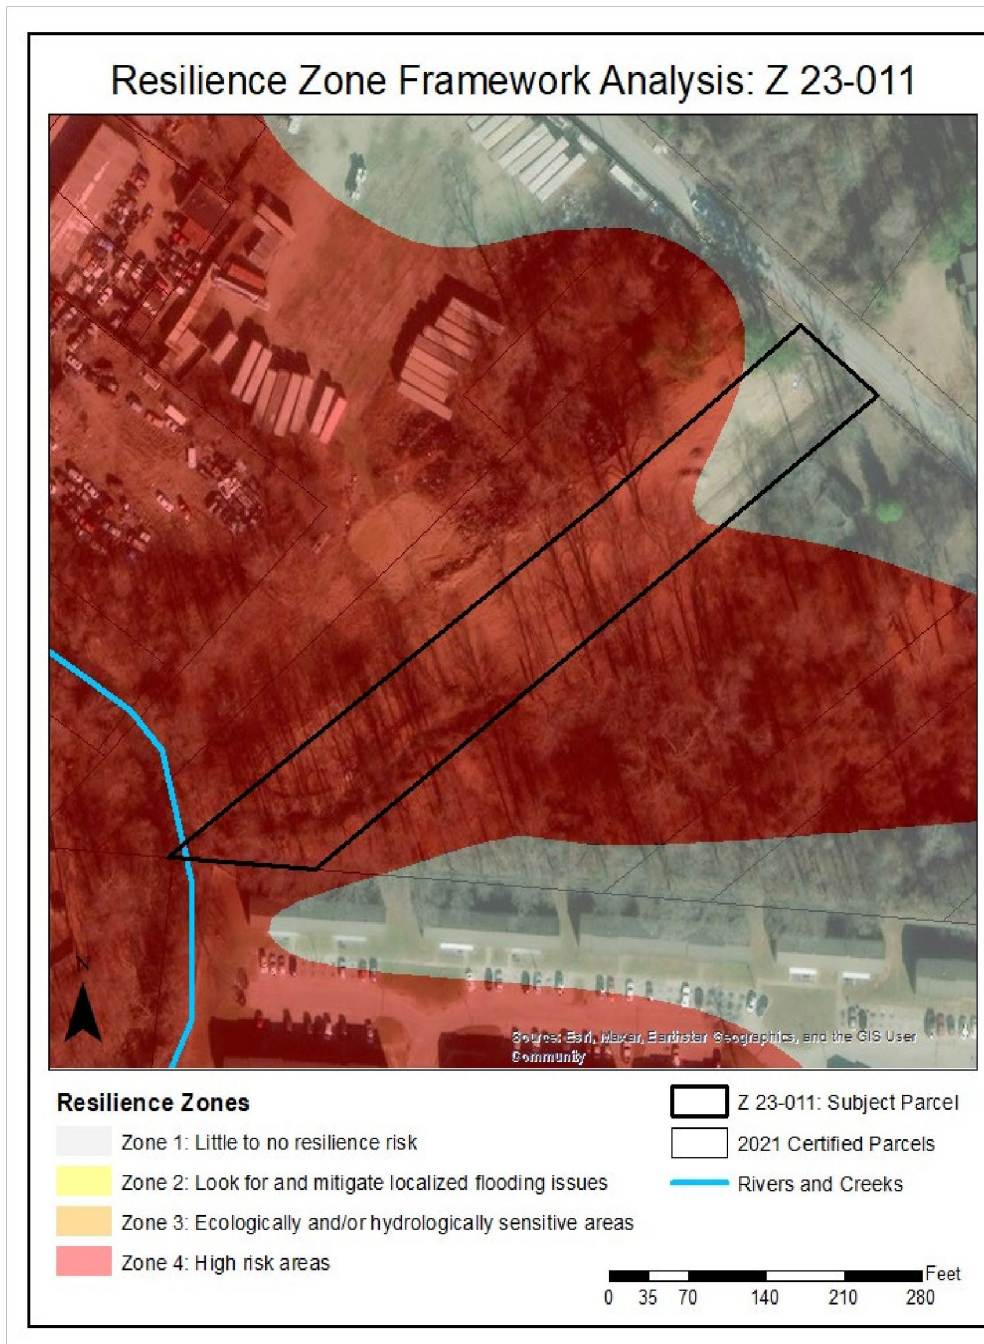 Resilience Zone Framework Analysis: Z 23-011
N
Source: Esri, Maxar, Earthstar Geographics, and the GIS User
Community
Resilience Zones
Zone 1: Little to no resilience risk
Zone 2: Look for and mitigate localized flooding issues
Zone 3: Ecologically and/or hydrologically sensitive areas
Zone 4: High risk areas
Z 23-011: Subject Parcel
2021 Certified Parcels
Rivers and Creeks
Feet
0 35 70 140 210 280